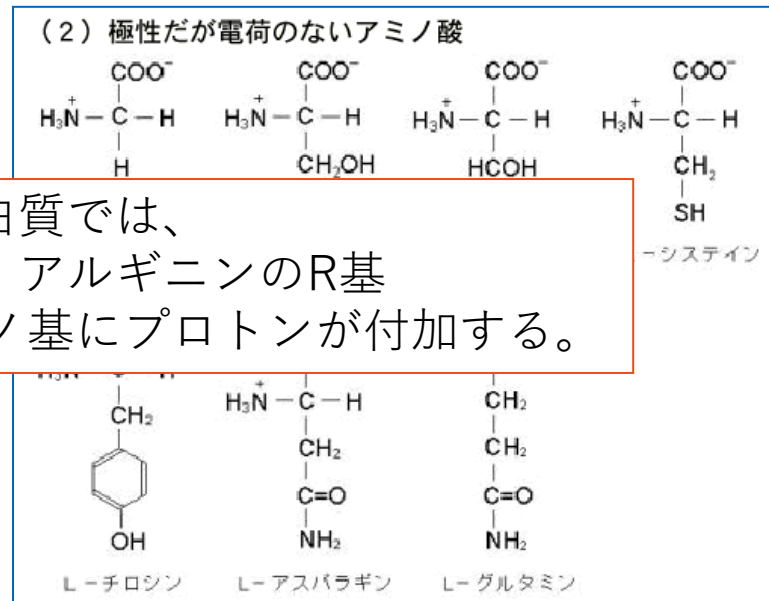 （2）極性だが電荷のないアミノ酸
COO⁻ COO⁻ COO⁻ COO⁻
H₃N⁺－C－H H₃N⁺－C－H H₃N⁺－C－H H₃N⁺－C－H
H CH₂OH HCOH CH₂
SH
－システイン
質では、
アルギニンのR基
ノ基にプロトンが付加する。
H₃N⁺－C－H CH₂
CH₂ CH₂ CH₂
C=O C=O
OH NH₂ NH₂
L－チロシン L－アスパラギン L－グルタミン